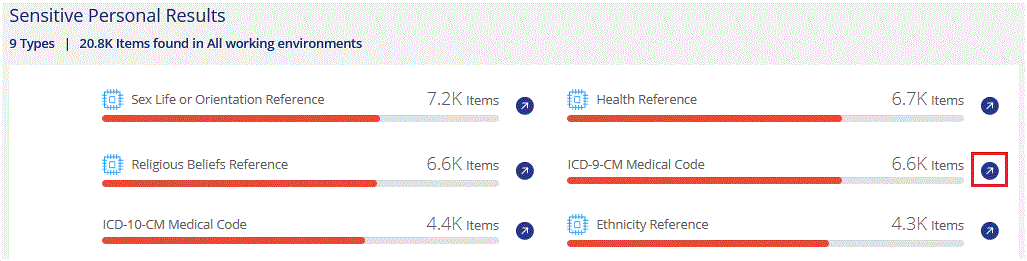 Sensitive Personal Results
9 Types | 20.8K Items found in All working environments
Sex Life or Orientation Reference 7.2K Items
Health Reference 6.7K Items
Religious Beliefs Reference 6.6K Items
ICD-9-CM Medical Code 6.6K Items
ICD-10-CM Medical Code 4.4K Items
Ethnicity Reference 4.3K Items